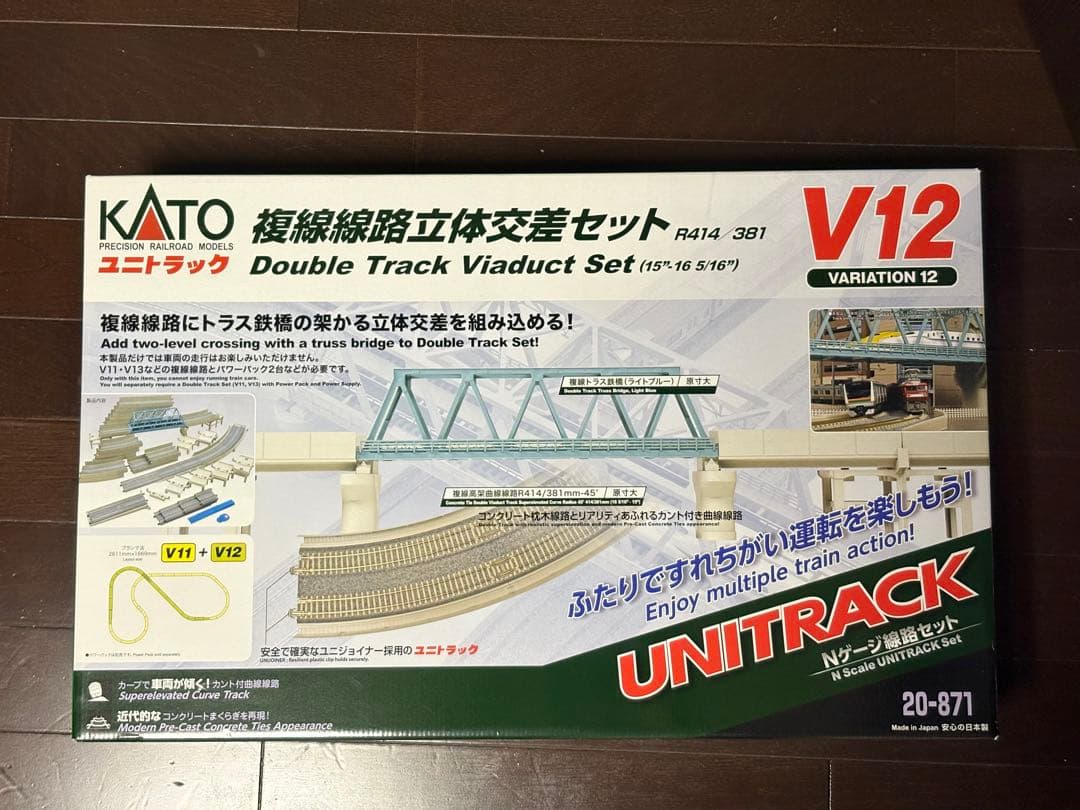 KATO
PRECISION RAILROAD MODELS
ユニトラック
複線線路立体交差セット R414/381
Double Track Viaduct Set (15"-16 5/16")
V12
VARIATION 12
複線線路にトラス鉄橋の架かる立体交差を組み込める!
Add two-level crossing with a truss bridge to Double Track Set!
本製品だけでは車両の走行はお楽しみいただけません。
V11・V13などの複線線路とパワーパック2台などが必要です。
Only with this item, you cannot enjoy running train cars.
You will separately require a Double Track Set (V11, V13) with Power Pack and Power Supply.
製品内容
複線トラス鉄橋(ライトブルー) 原寸大
Double Track Truss Bridge, Light Blue
複線高架曲線線路R414/381mm-45° 原寸大
コンクリート枕木線路とリアリティあふれるカント付き曲線線路
プラン寸法
V11 + V12
ふたりですれちがい運転を楽しもう!
Enjoy multiple train action!
安全で確実なユニジョイナー採用のユニトラック
UNIJOINER : Resilient plastic clip holds securely.
UNITRACK
Nゲージ線路セット
N Scale UNITRACK Set
カーブで車両が傾く!カント付曲線線路
Superelevated Curve Track
近代的なコンクリートまくらぎを再現!
Modern Pre-Cast Concrete Ties Appearance
20-871
Made in Japan 安心の日本製